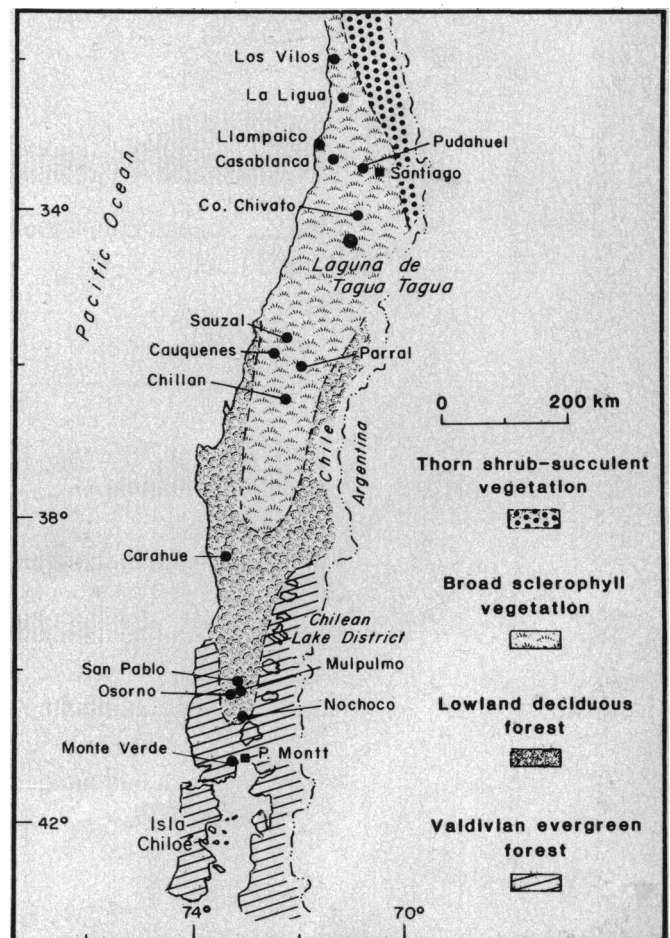 Los Vilos
La Ligua
Llampaico
Casablanca
Pudahuel
Santiago
34°
Co. Chivato
Laguna de
Tagua Tagua
Pacific Ocean
Sauzal
Cauquenes
Parral
Chillan
0 200 km
Chile
Argentina
Thorn shrub-succulent
vegetation
38°
Carahue
Broad sclerophyll
vegetation
Chilean
Lake District
San Pablo
Mulpulmo
Osorno
Nochoco
Lowland deciduous
forest
Monte Verde
P. Montt
42°
Isla
Chiloé
Valdivian evergreen
forest
74°
70°